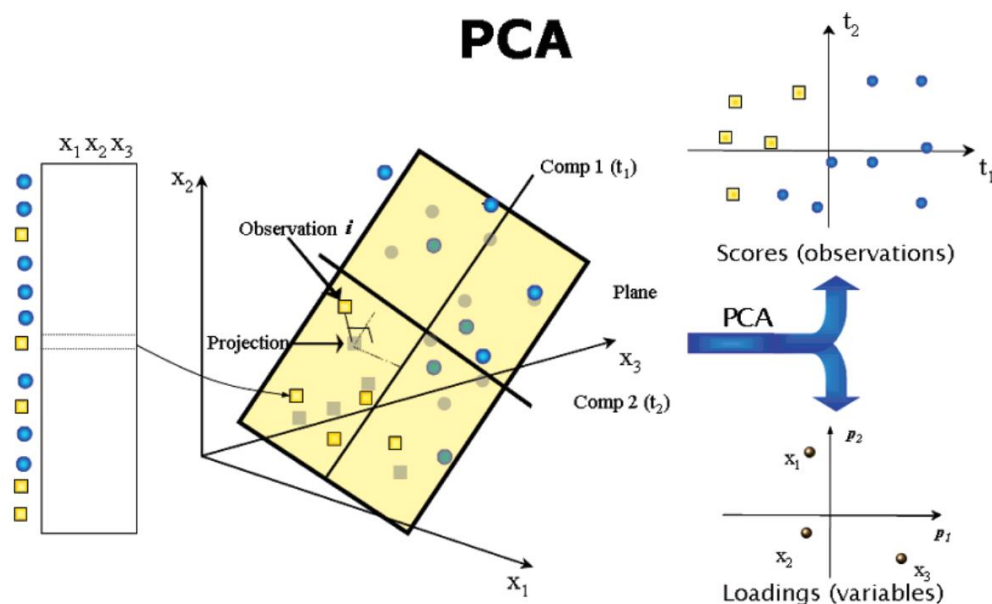 PCA
x1 x2 x3
x2
Observation i
Projection
Comp 1 (t1)
Plane
x3
Comp 2 (t2)
x1
t2
t1
Scores (observations)
PCA
p2
x1
p1
x2
x3
Loadings (variables)